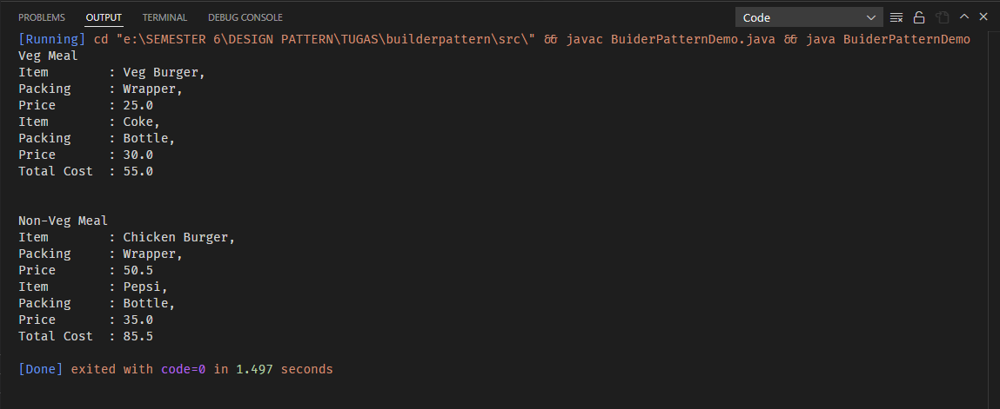 PROBLEMS OUTPUT TERMINAL DEBUG CONSOLE Code
[Running] cd "e:\SEMESTER 6\DESIGN PATTERN\TUGAS\builderpattern\src\" && javac BuiderPatternDemo.java && java BuiderPatternDemo
Veg Meal
Item        : Veg Burger,
Packing     : Wrapper,
Price       : 25.0
Item        : Coke,
Packing     : Bottle,
Price       : 30.0
Total Cost  : 55.0
Non-Veg Meal
Item        : Chicken Burger,
Packing     : Wrapper,
Price       : 50.5
Item        : Pepsi,
Packing     : Bottle,
Price       : 35.0
Total Cost  : 85.5
[Done] exited with code=0 in 1.497 seconds